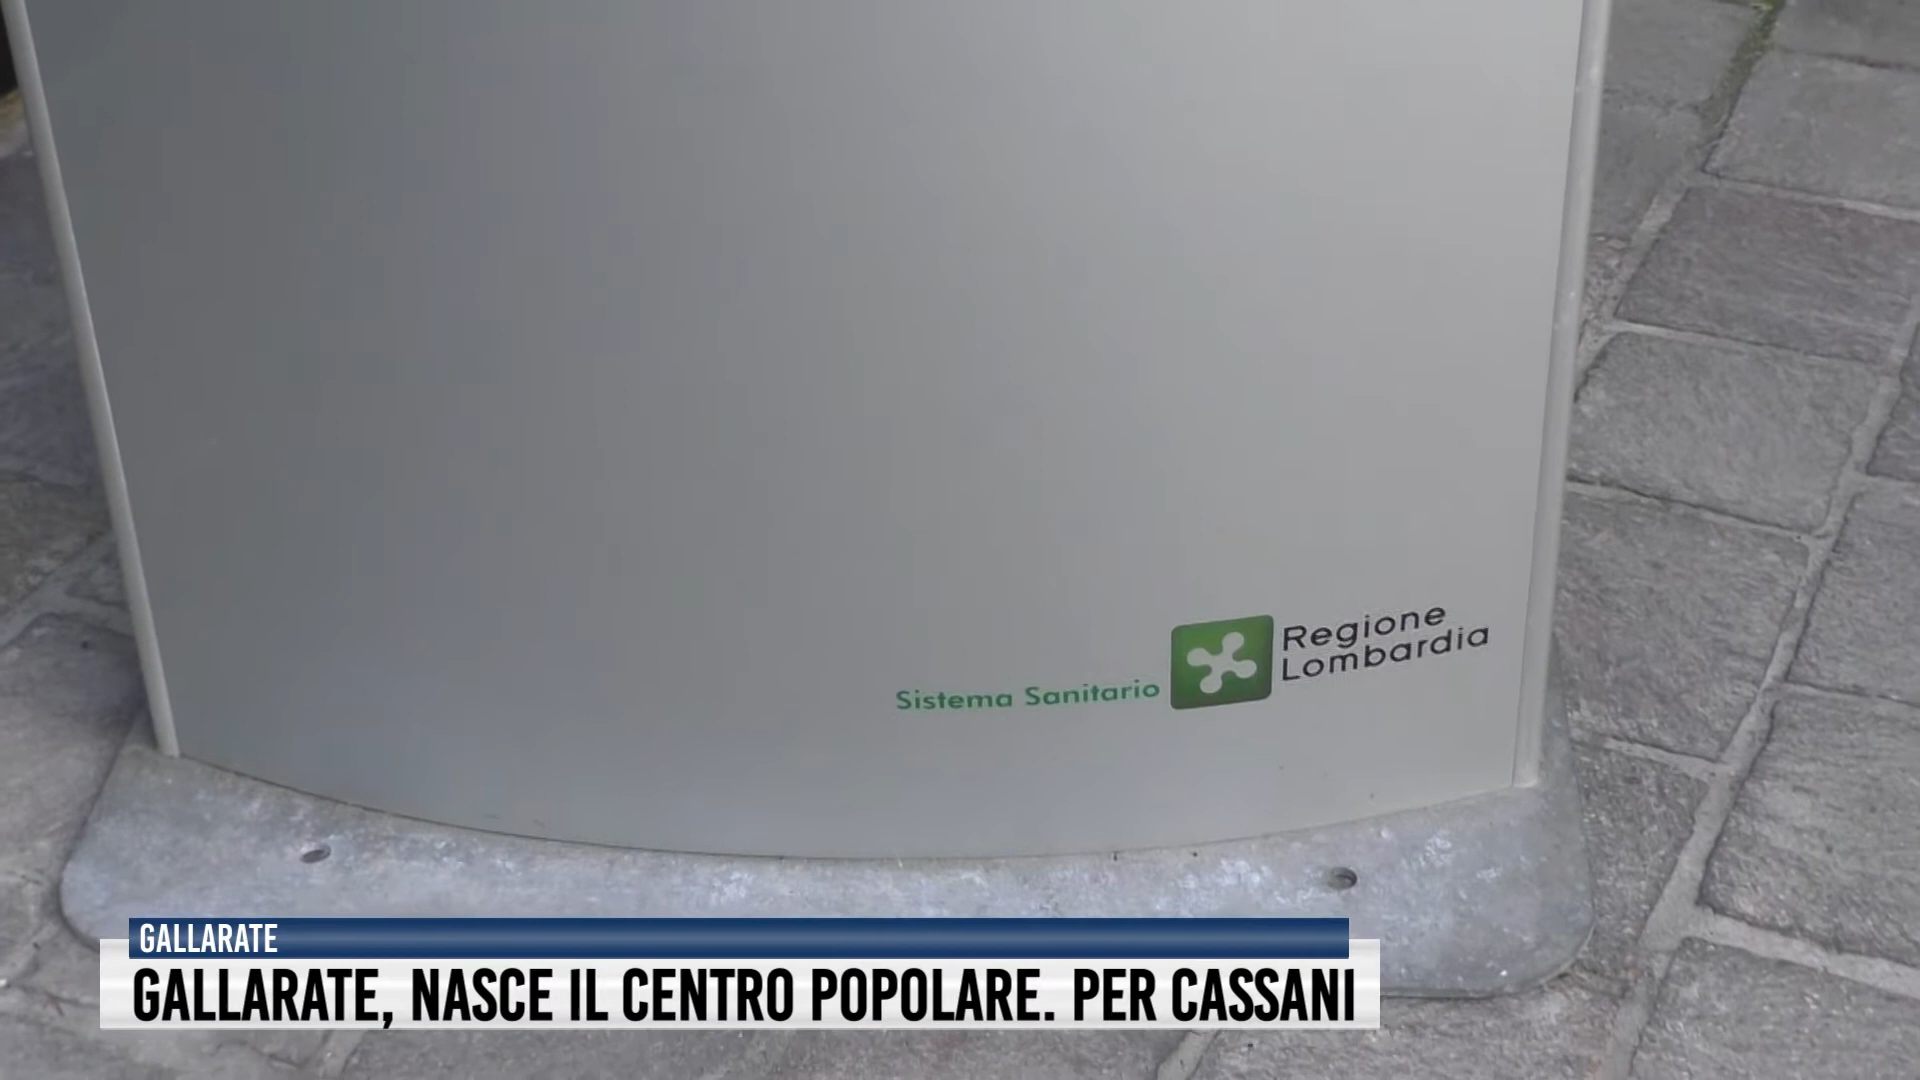 Regione
Lombardia
Sistema Sanitario
GALLARATE
GALLARATE, NASCE IL CENTRO POPOLARE. PER CASSANI